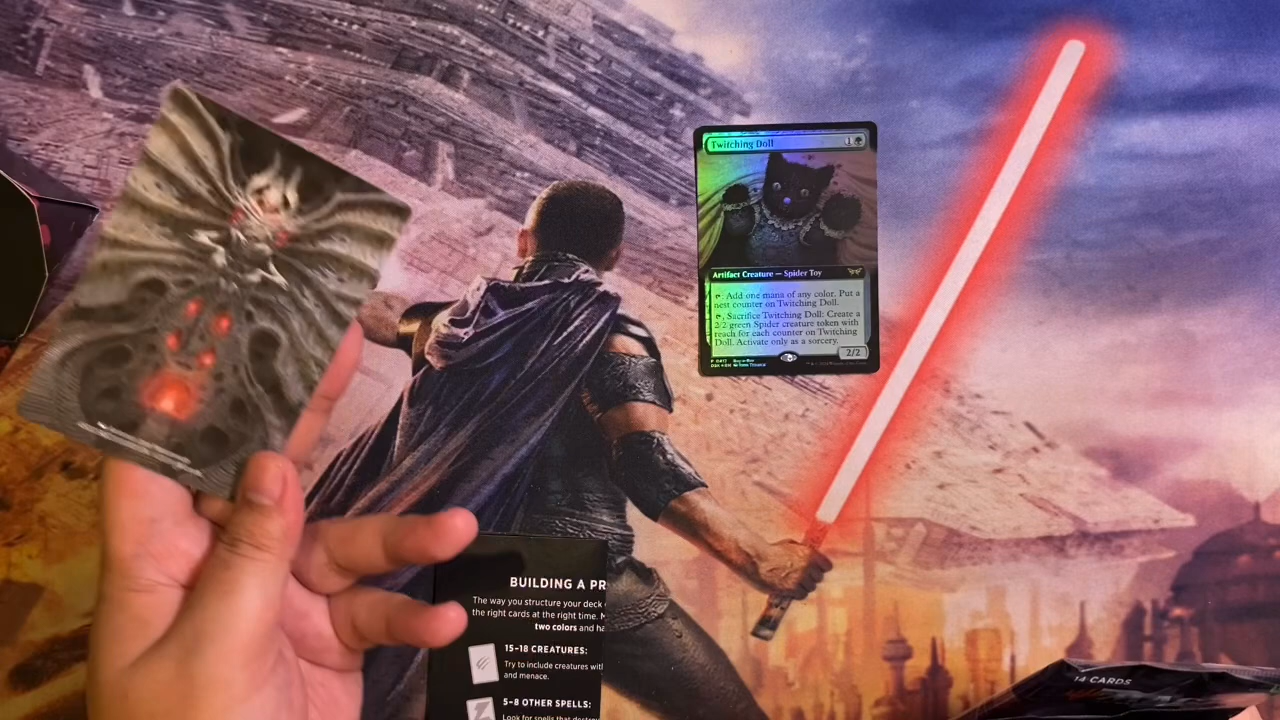 Twitching Doll
1
Artifact Creature — Spider Toy
: Add one mana of any color. Put a
nest counter on Twitching Doll.
, Sacrifice Twitching Doll: Create a
2/2 green Spider creature token with
reach for each counter on Twitching
Doll. Activate only as a sorcery.
2/2
BUILDING A PR
The way you structure your deck
the right cards at the right time.
two colors and ha
15–18 CREATURES:
Try to include creatures with
and menace.
5–8 OTHER SPELLS:
Look for spells that destroy
14 CARDS